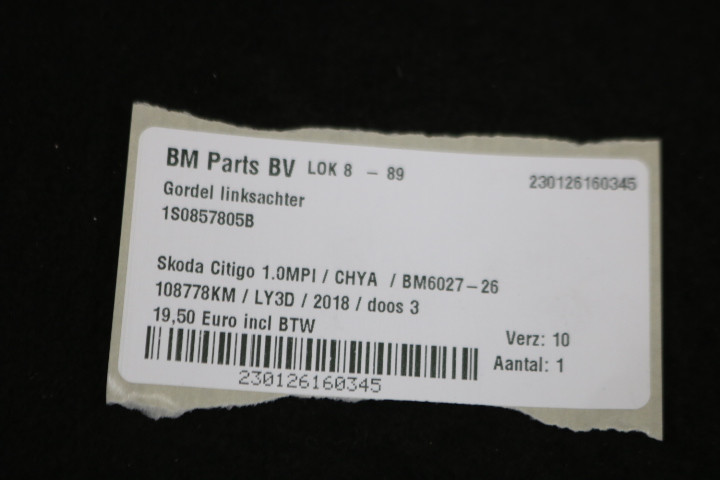 BM Parts BV LOK 8 - 89
230126160345
Gordel linksachter
1S0857805B
Skoda Citigo 1.0MPI / CHYA / BM6027-26
108778KM / LY3D / 2018 / doos 3
19,50 Euro incl BTW
Verz: 10
Aantal: 1
230126160345